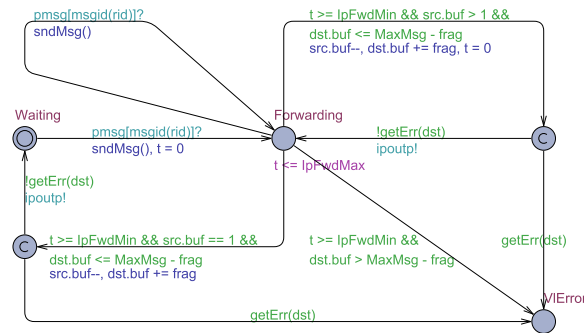 pmsg[msgid(rid)]?
sndMsg()
t >= IpFwdMin && src.buf > 1 &&
dst.buf <= MaxMsg - frag
src.buf--, dst.buf += frag, t = 0
Waiting
Forwarding
pmsg[msgid(rid)]?
sndMsg(), t = 0
!getErr(dst)
ipoutp!
C
t <= IpFwdMax
!getErr(dst)
ipoutp!
C
t >= IpFwdMin && src.buf == 1 &&
dst.buf <= MaxMsg - frag
src.buf--, dst.buf += frag
t >= IpFwdMin &&
dst.buf > MaxMsg - frag
getErr(dst)
VlError
getErr(dst)